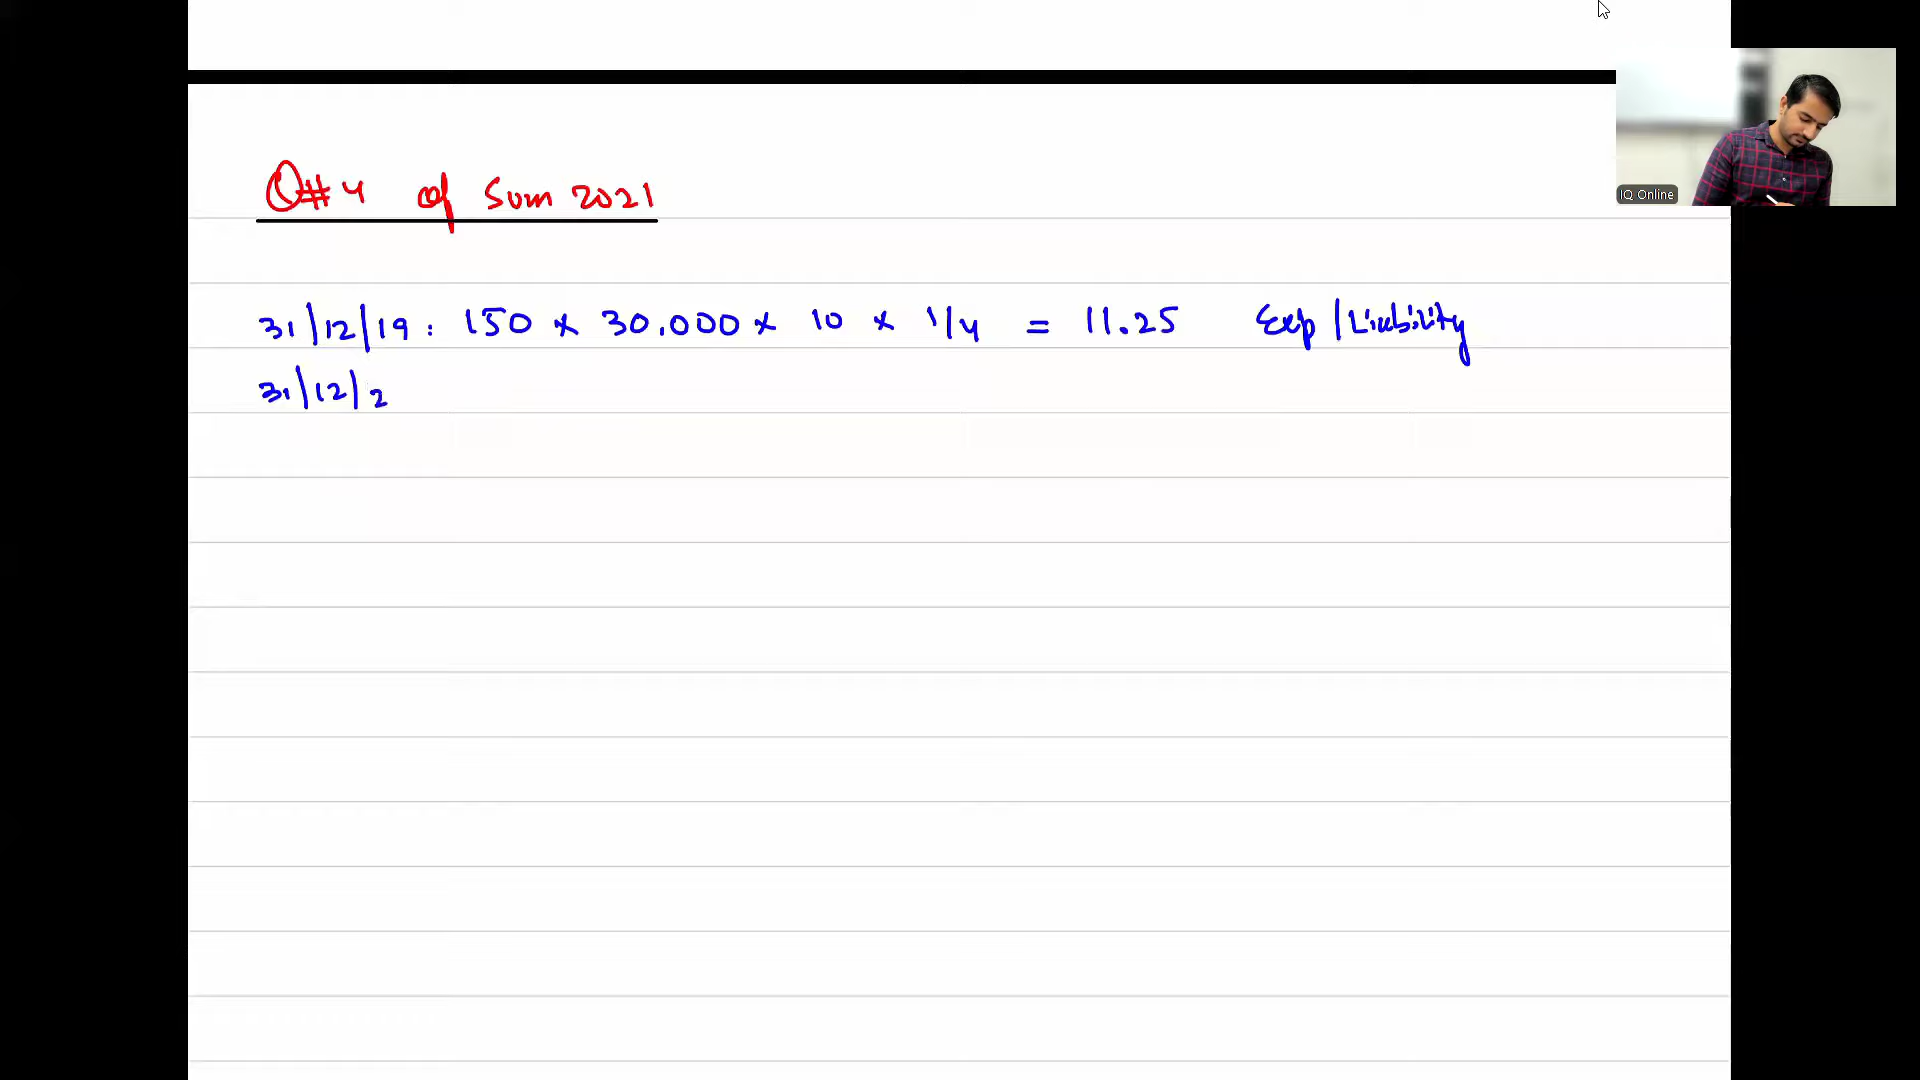 Q#4 of Sum 2021
IQ Online
31/12/19: 150 × 30.000 × 10 × 1/4 = 11.25 Exp/Liability
31/12/2